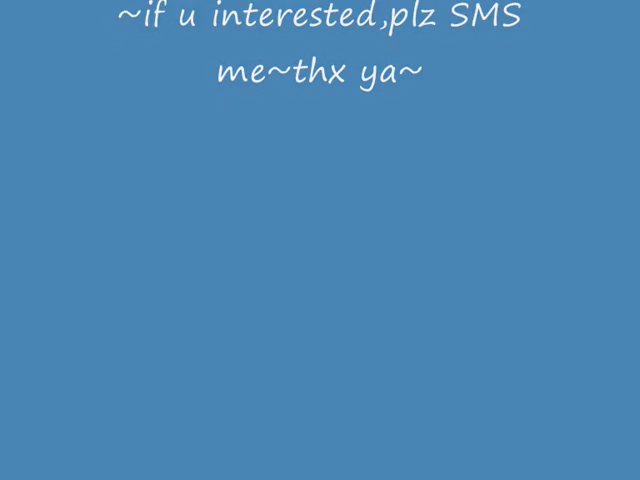 ~if u interested,plz SMS
me~thx ya~